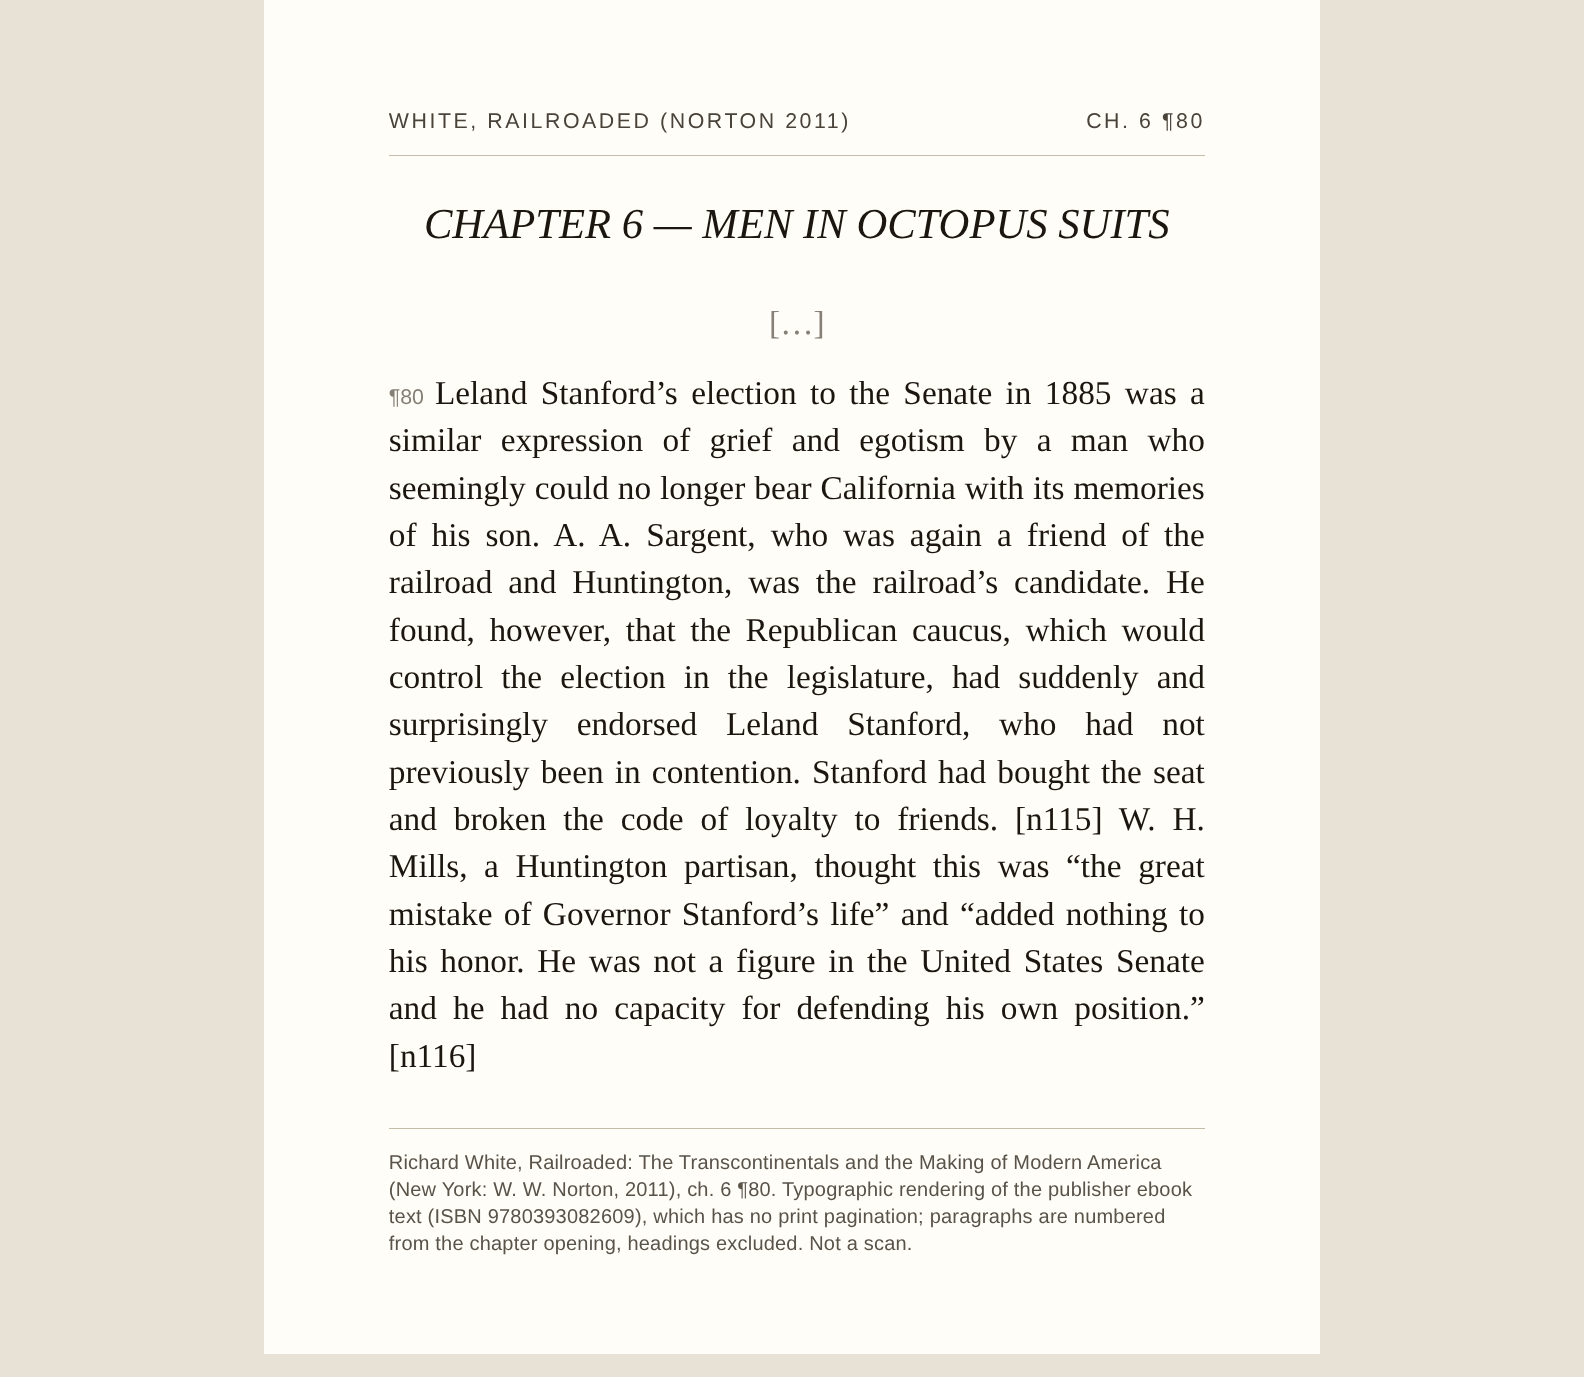 WHITE, RAILROADED (NORTON 2011)
CH. 6 ¶80
CHAPTER 6 — MEN IN OCTOPUS SUITS
[…]
¶80 Leland Stanford’s election to the Senate in 1885 was a
similar expression of grief and egotism by a man who
seemingly could no longer bear California with its memories
of his son. A. A. Sargent, who was again a friend of the
railroad and Huntington, was the railroad’s candidate. He
found, however, that the Republican caucus, which would
control the election in the legislature, had suddenly and
surprisingly endorsed Leland Stanford, who had not
previously been in contention. Stanford had bought the seat
and broken the code of loyalty to friends. [n115] W. H.
Mills, a Huntington partisan, thought this was “the great
mistake of Governor Stanford’s life” and “added nothing to
his honor. He was not a figure in the United States Senate
and he had no capacity for defending his own position.”
[n116]
Richard White, Railroaded: The Transcontinentals and the Making of Modern America
(New York: W. W. Norton, 2011), ch. 6 ¶80. Typographic rendering of the publisher ebook
text (ISBN 9780393082609), which has no print pagination; paragraphs are numbered
from the chapter opening, headings excluded. Not a scan.